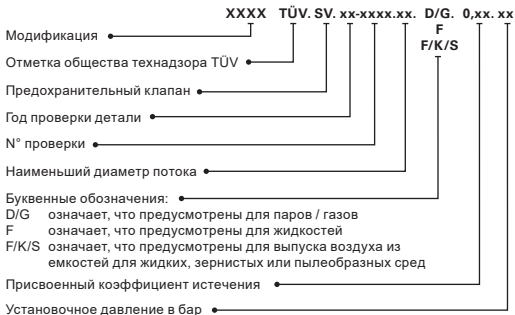 XXXX TÜV. SV. xx-xxxx.xx. D/G. 0,xx. xx
F
F/K/S
Модификация
Отметка общества технадзора TÜV
Предохранительный клапан
Год проверки детали
N° проверки
Наименьший диаметр потока
Буквенные обозначения:
D/G означает, что предусмотрены для паров / газов
F означает, что предусмотрены для жидкостей
F/K/S означает, что предусмотрены для выпуска воздуха из
емкостей для жидких, зернистых или пылеобразных сред
Присвоенный коэффициент истечения
Установочное давление в бар